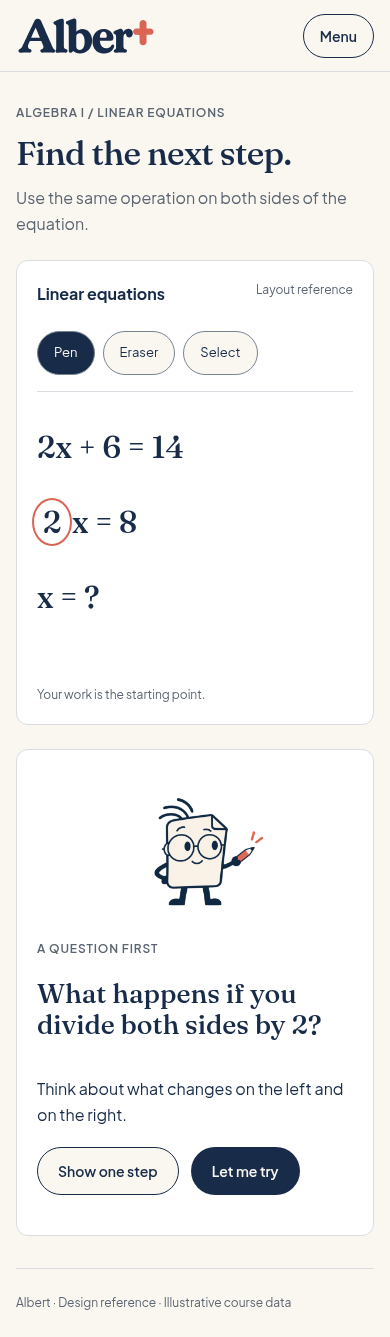 Alber+
Menu
ALGEBRA I / LINEAR EQUATIONS
Find the next step.
Use the same operation on both sides of the
equation.
Linear equations
Layout reference
Pen
Eraser
Select
2x + 6 = 14
2x = 8
x = ?
Your work is the starting point.
A QUESTION FIRST
What happens if you
divide both sides by 2?
Think about what changes on the left and
on the right.
Show one step
Let me try
Albert · Design reference · Illustrative course data